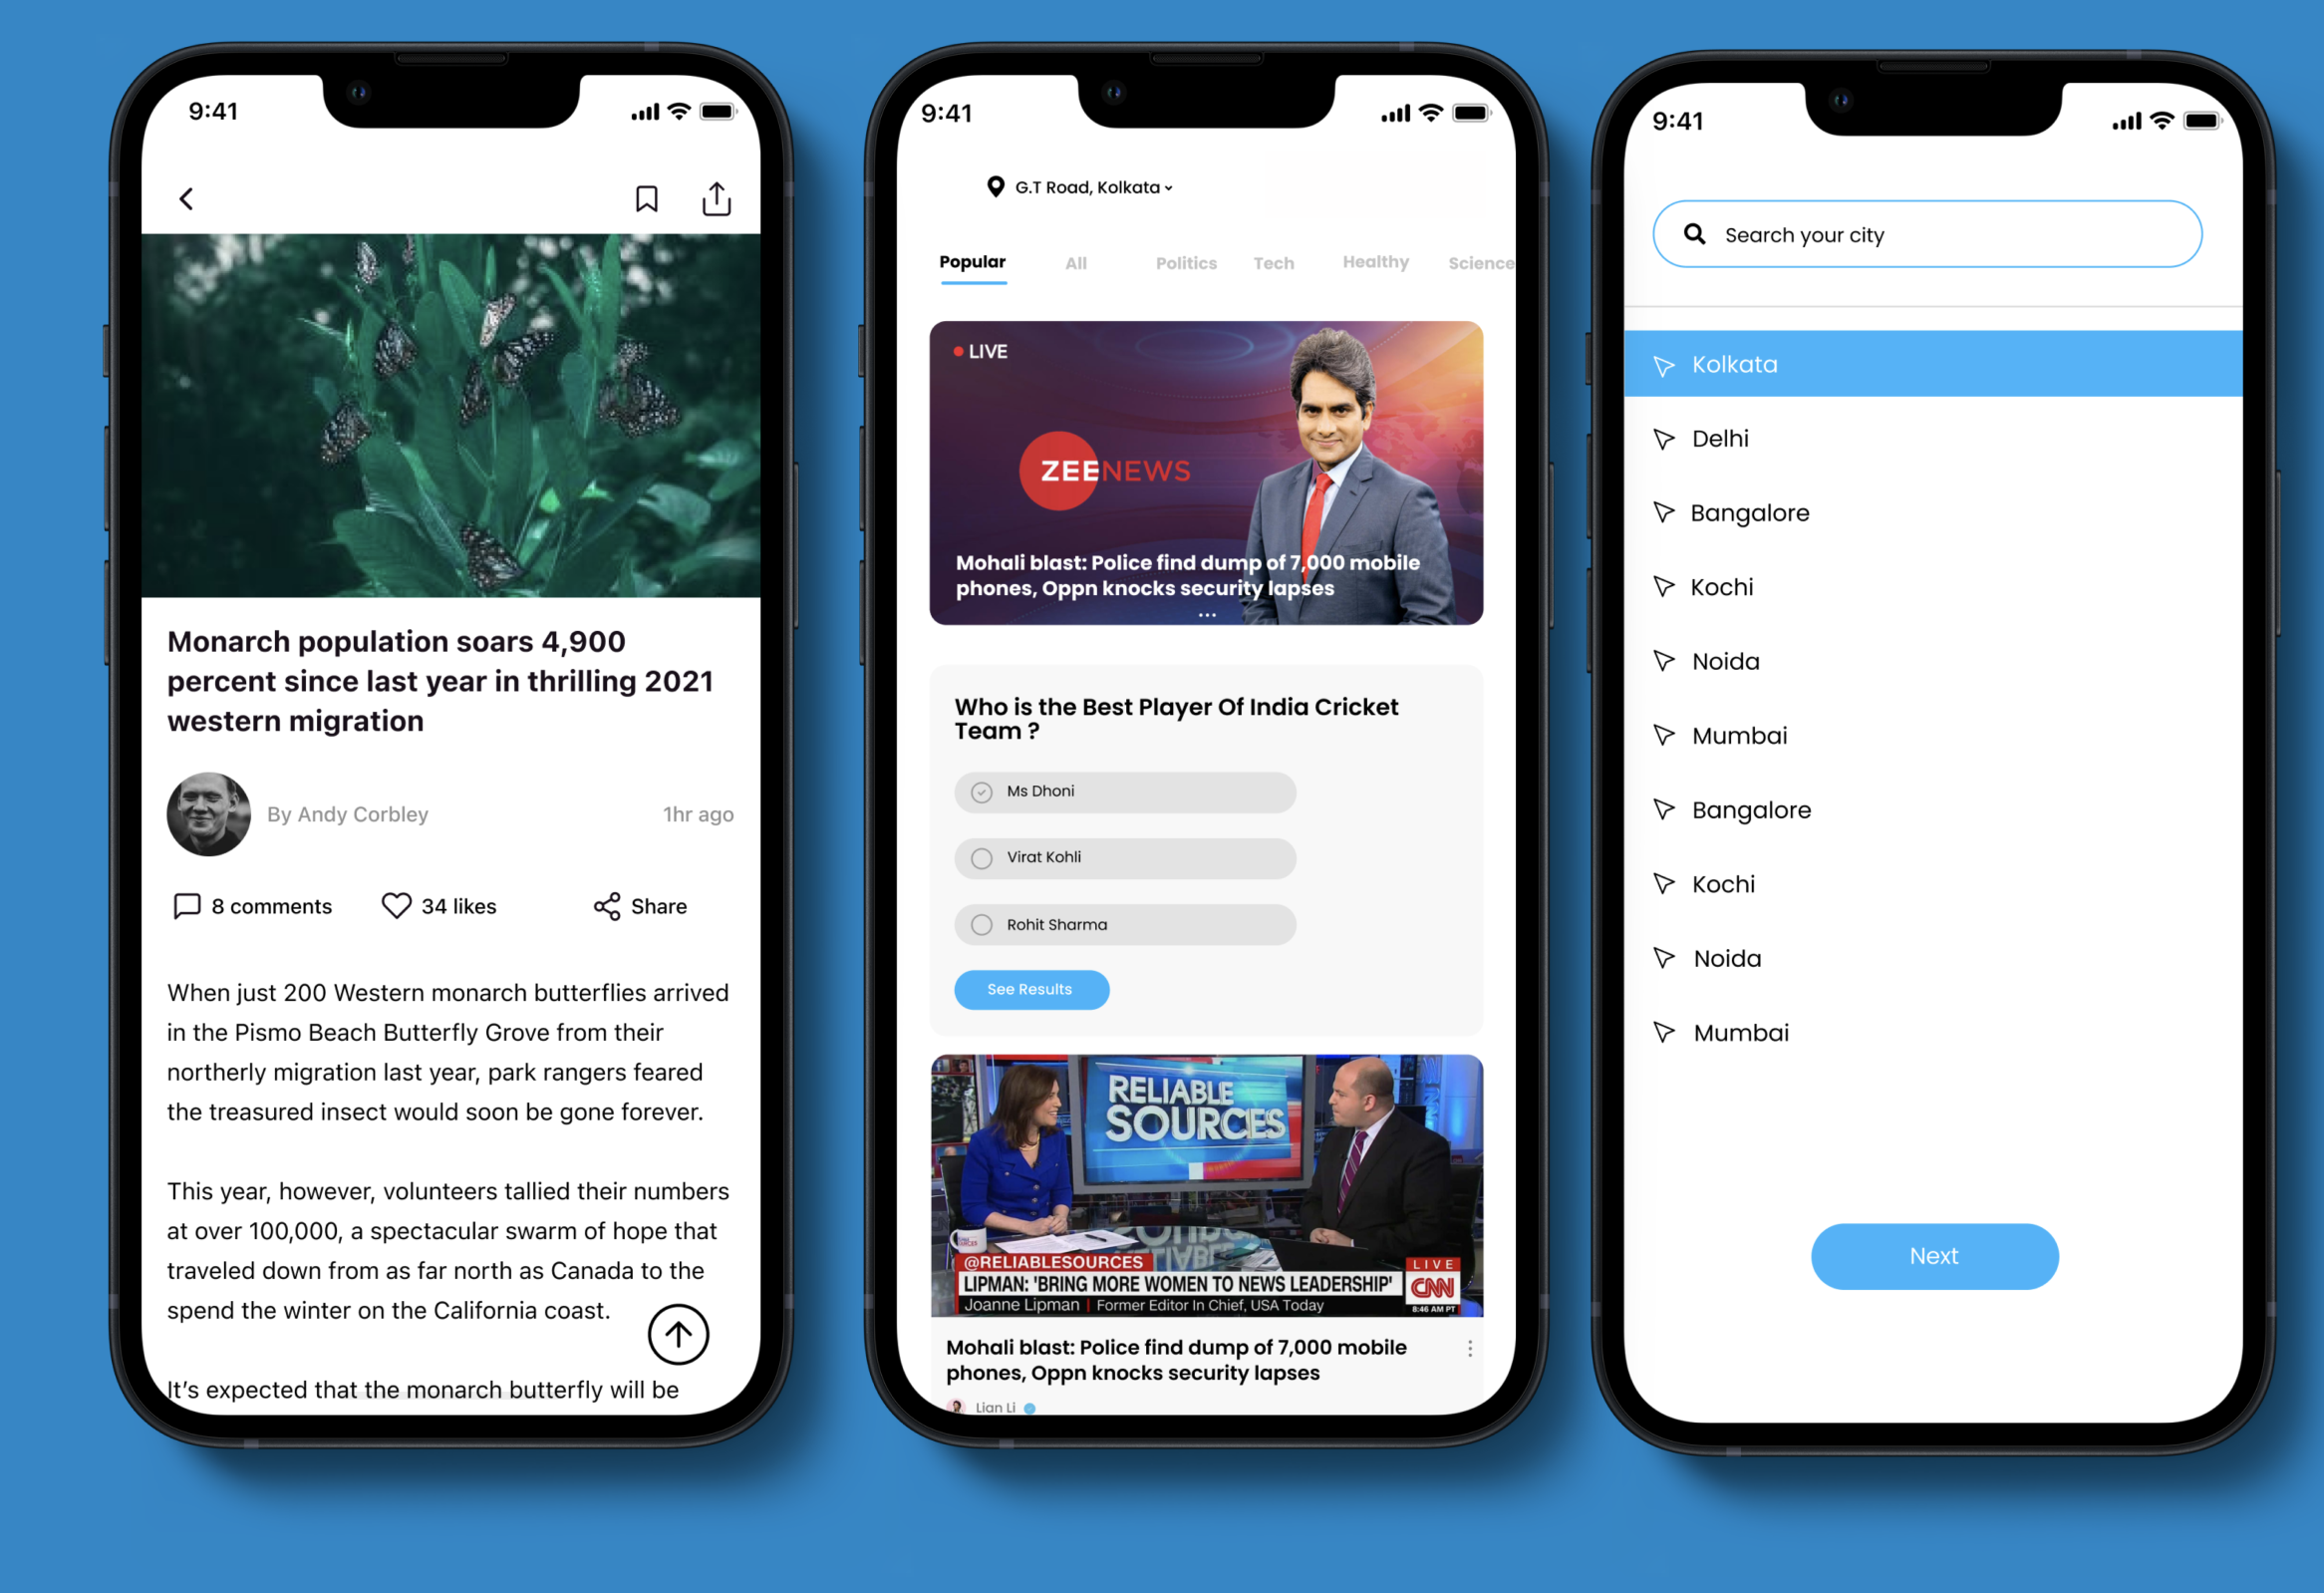 9:41
Monarch population soars 4,900
percent since last year in thrilling 2021
western migration
By Andy Corbley
1hr ago
8 comments
34 likes
Share
When just 200 Western monarch butterflies arrived
in the Pismo Beach Butterfly Grove from their
northerly migration last year, park rangers feared
the treasured insect would soon be gone forever.
This year, however, volunteers tallied their numbers
at over 100,000, a spectacular swarm of hope that
traveled down from as far north as Canada to the
spend the winter on the California coast.
It's expected that the monarch butterfly will be
9:41
G.T Road, Kolkata
Popular All Politics Tech Healthy Science
LIVE
ZEENEWS
Mohali blast: Police find dump of 7,000 mobile
phones, Oppn knocks security lapses
Who is the Best Player Of India Cricket
Team ?
Ms Dhoni
Virat Kohli
Rohit Sharma
See Results
RELIABLE
SOURCES
@RELIABLESOURCES
LIPMAN: 'BRING MORE WOMEN TO NEWS LEADERSHIP'
Joanne Lipman | Former Editor In Chief, USA Today
LIVE
CNN
8:46 AM PT
Mohali blast: Police find dump of 7,000 mobile
phones, Oppn knocks security lapses
Lian Li
9:41
Search your city
Kolkata
Delhi
Bangalore
Kochi
Noida
Mumbai
Bangalore
Kochi
Noida
Mumbai
Next